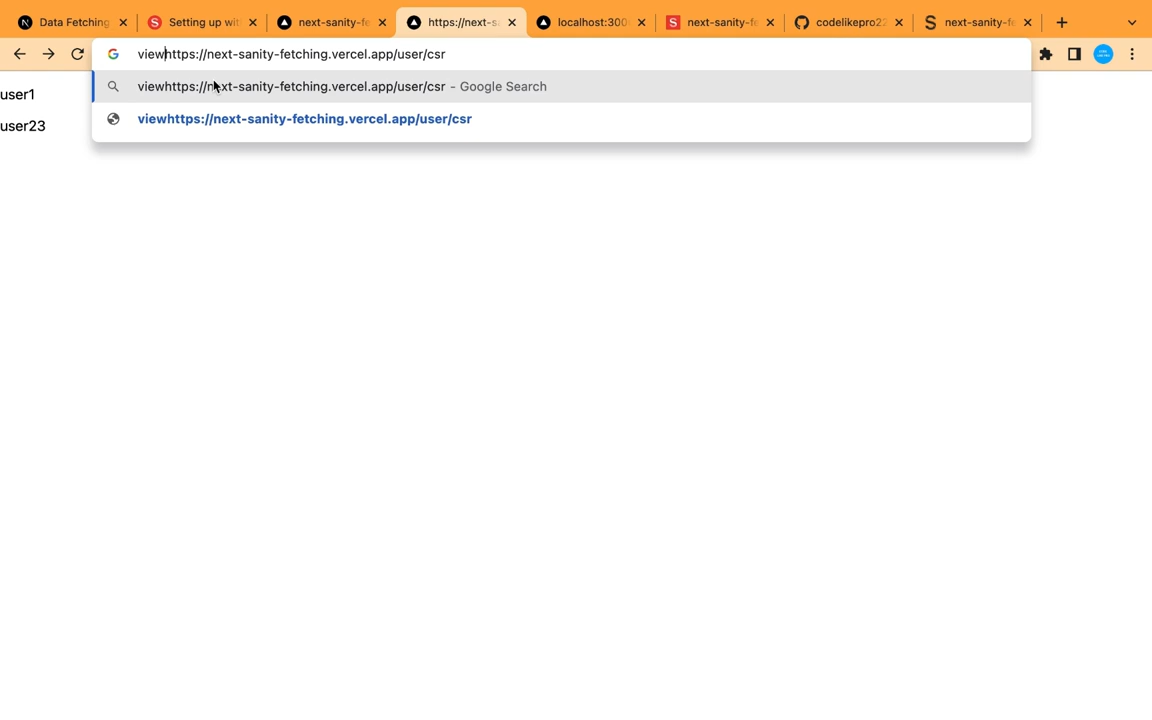 Data Fetching
Setting up wit
next-sanity-fe
https://next-sa
localhost:300
next-sanity-fe
codelikepro22
next-sanity-fe
viewhttps://next-sanity-fetching.vercel.app/user/csr
viewhttps://next-sanity-fetching.vercel.app/user/csr - Google Search
viewhttps://next-sanity-fetching.vercel.app/user/csr
user1
user23